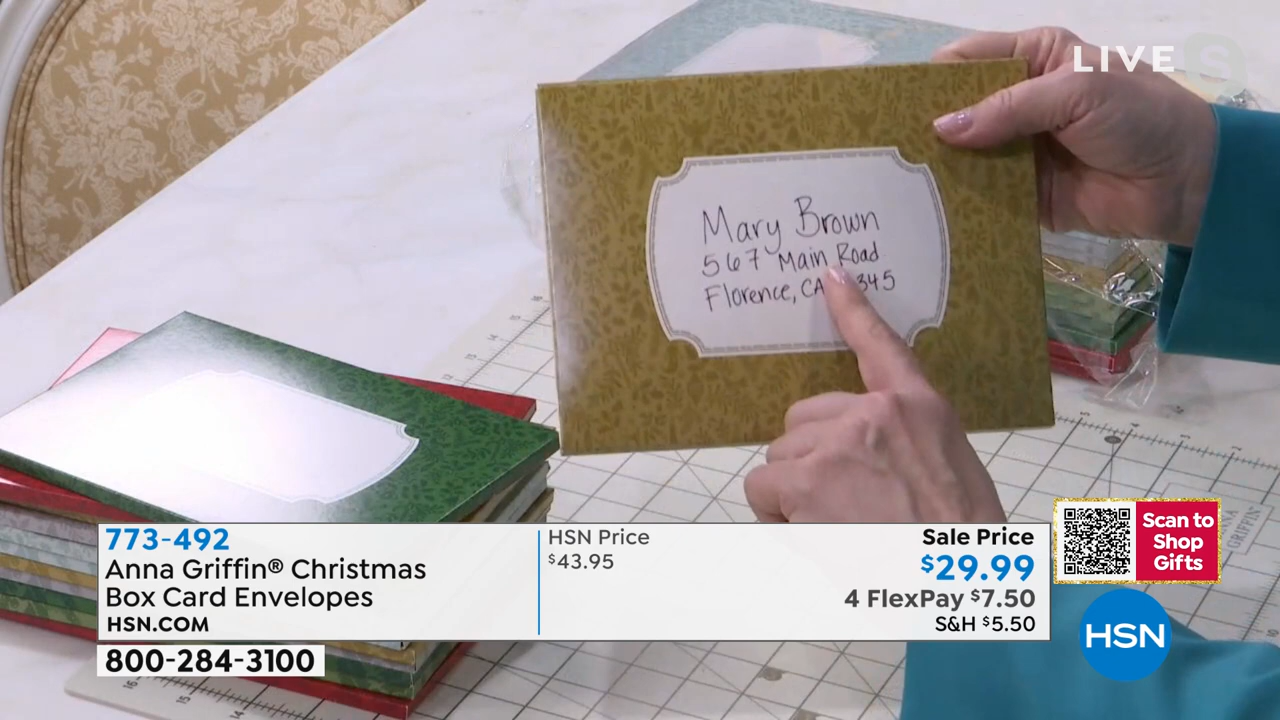 LIVE S
Mary Brown
567 Main Road
Florence, CA 345
773-492
Anna Griffin® Christmas
Box Card Envelopes
HSN.COM
800-284-3100
HSN Price
$43.95
Sale Price
$29.99
4 FlexPay $7.50
S&H $5.50
Scan to
Shop
Gifts
HSN
GRIFFIN